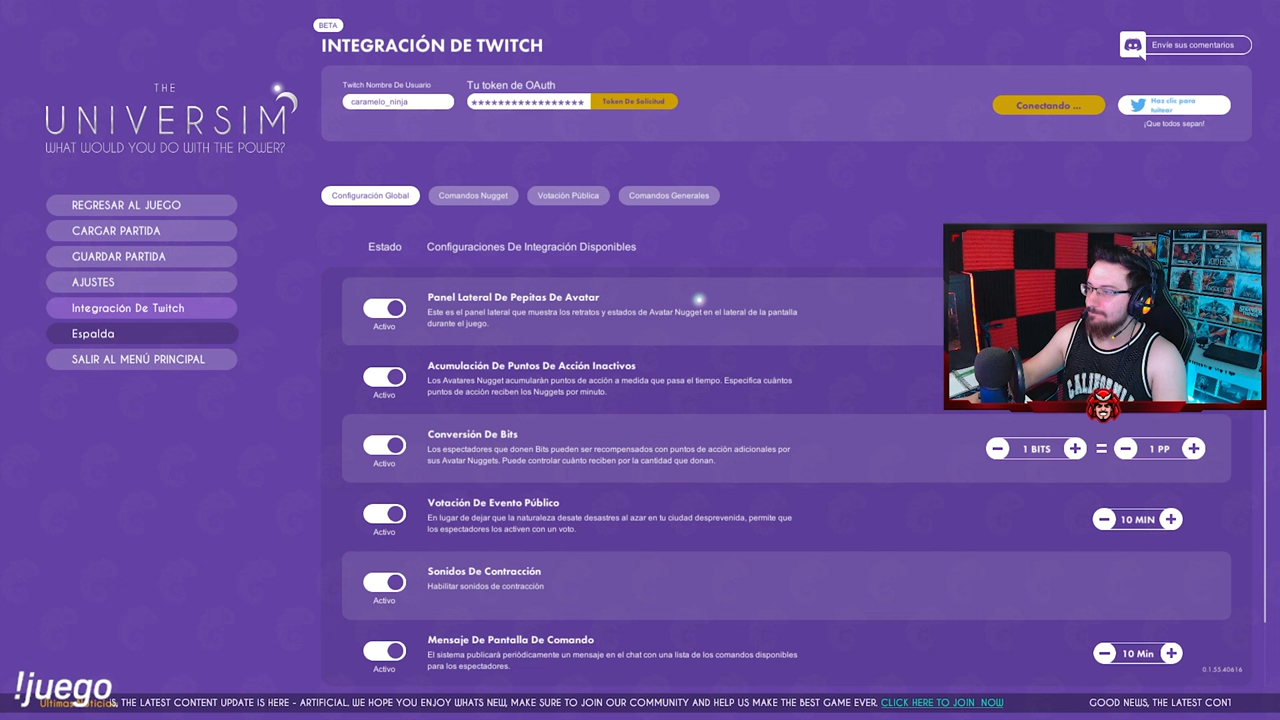 BETA
INTEGRACIÓN DE TWITCH
Envíe sus comentarios
THE
UNIVERSIM
WHAT WOULD YOU DO WITH THE POWER?
Twitch Nombre De Usuario
Tu token de OAuth
caramelo_ninja
*****************
Token De Solicitud
Conectando ...
Haz clic para
tuitear
¡Que todos sepan!
REGRESAR AL JUEGO
CARGAR PARTIDA
GUARDAR PARTIDA
AJUSTES
Integración De Twitch
Espalda
SALIR AL MENÚ PRINCIPAL
Configuración Global
Comandos Nugget
Votación Pública
Comandos Generales
Estado
Configuraciones De Integración Disponibles
Panel Lateral De Pepitas De Avatar
Este es el panel lateral que muestra los retratos y estados de Avatar Nugget en el lateral de la pantalla
durante el juego.
Activo
Acumulación De Puntos De Acción Inactivos
Los Avatares Nugget acumularán puntos de acción a medida que pasa el tiempo. Especifica cuántos
puntos de acción reciben los Nuggets por minuto.
Activo
CALIFORNIA
Conversión De Bits
Los espectadores que donen Bits pueden ser recompensados con puntos de acción adicionales por
sus Avatar Nuggets. Puede controlar cuánto reciben por la cantidad que donan.
Activo
1 BITS = 1 PP
Votación De Evento Público
En lugar de dejar que la naturaleza desate desastres al azar en tu ciudad desprevenida, permite que
los espectadores los activen con un voto.
Activo
10 MIN
Sonidos De Contracción
Habilitar sonidos de contracción
Activo
Mensaje De Pantalla De Comando
El sistema publicará periódicamente un mensaje en el chat con una lista de los comandos disponibles
para los espectadores.
Activo
10 Min
0.1.55.40616
!juego
Últimas noticias
S, THE LATEST CONTENT UPDATE IS HERE - ARTIFICIAL. WE HOPE YOU ENJOY WHATS NEW, MAKE SURE TO JOIN OUR COMMUNITY AND HELP US MAKE THE BEST GAME EVER. CLICK HERE TO JOIN NOW
GOOD NEWS, THE LATEST CONT